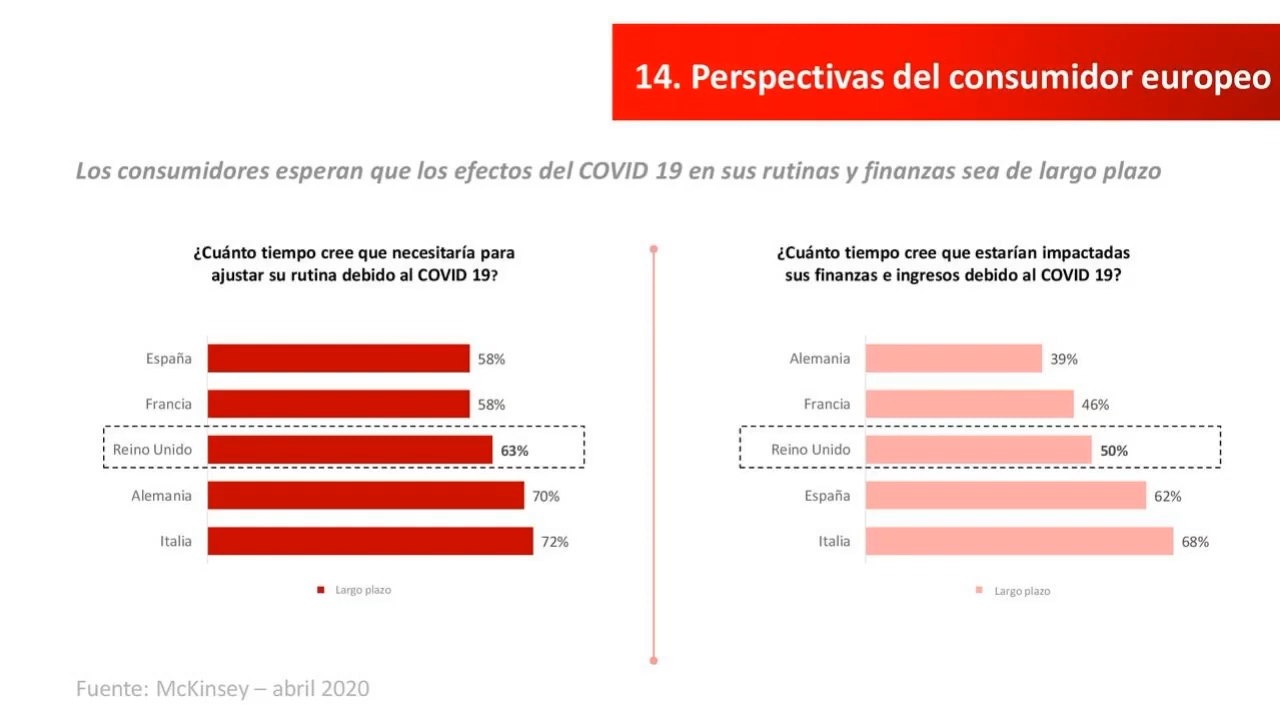 14. Perspectivas del consumidor europeo
Los consumidores esperan que los efectos del COVID 19 en sus rutinas y finanzas sea de largo plazo
¿Cuánto tiempo cree que necesitaría para
ajustar su rutina debido al COVID 19?
España 58%
Francia 58%
Reino Unido 63%
Alemania 70%
Italia 72%
Largo plazo
¿Cuánto tiempo cree que estarían impactadas
sus finanzas e ingresos debido al COVID 19?
Alemania 39%
Francia 46%
Reino Unido 50%
España 62%
Italia 68%
Largo plazo
Fuente: McKinsey – abril 2020